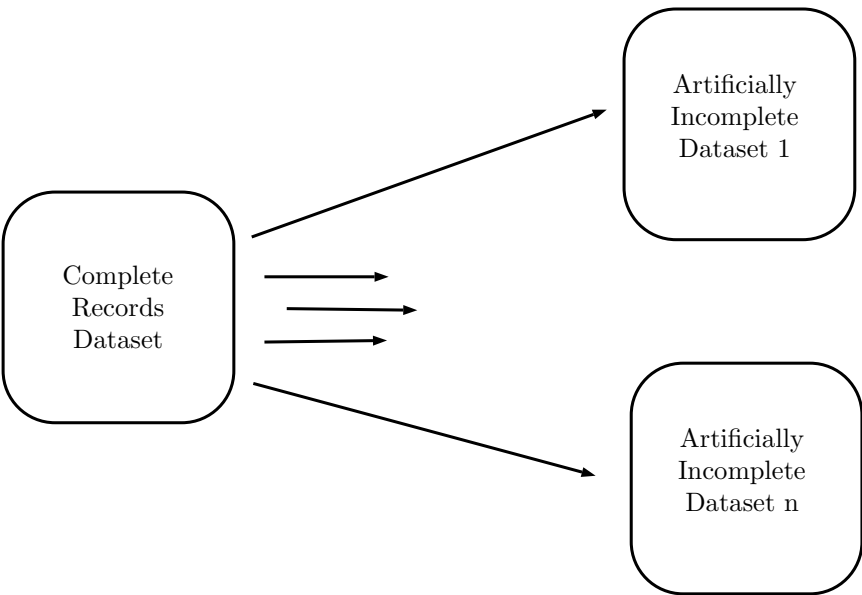 Complete
Records
Dataset
Artificially
Incomplete
Dataset 1
Artificially
Incomplete
Dataset n